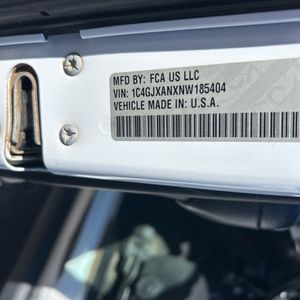 MFD BY: FCA US LLC
VIN: 1C4GJXANXNW185404
VEHICLE MADE IN: U.S.A.